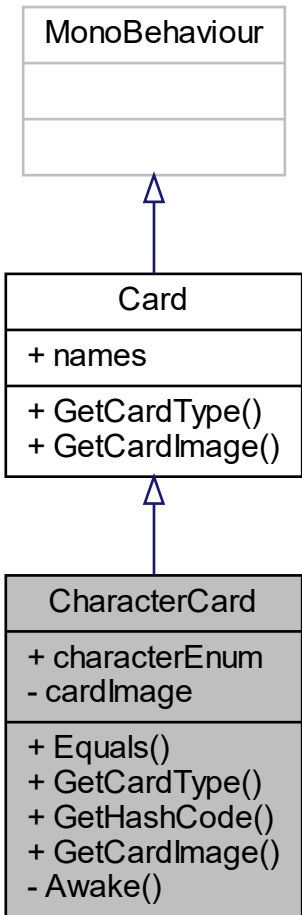 MonoBehaviour
Card
+ names
+ GetCardType()
+ GetCardImage()
CharacterCard
+ characterEnum
- cardImage
+ Equals()
+ GetCardType()
+ GetHashCode()
+ GetCardImage()
- Awake()